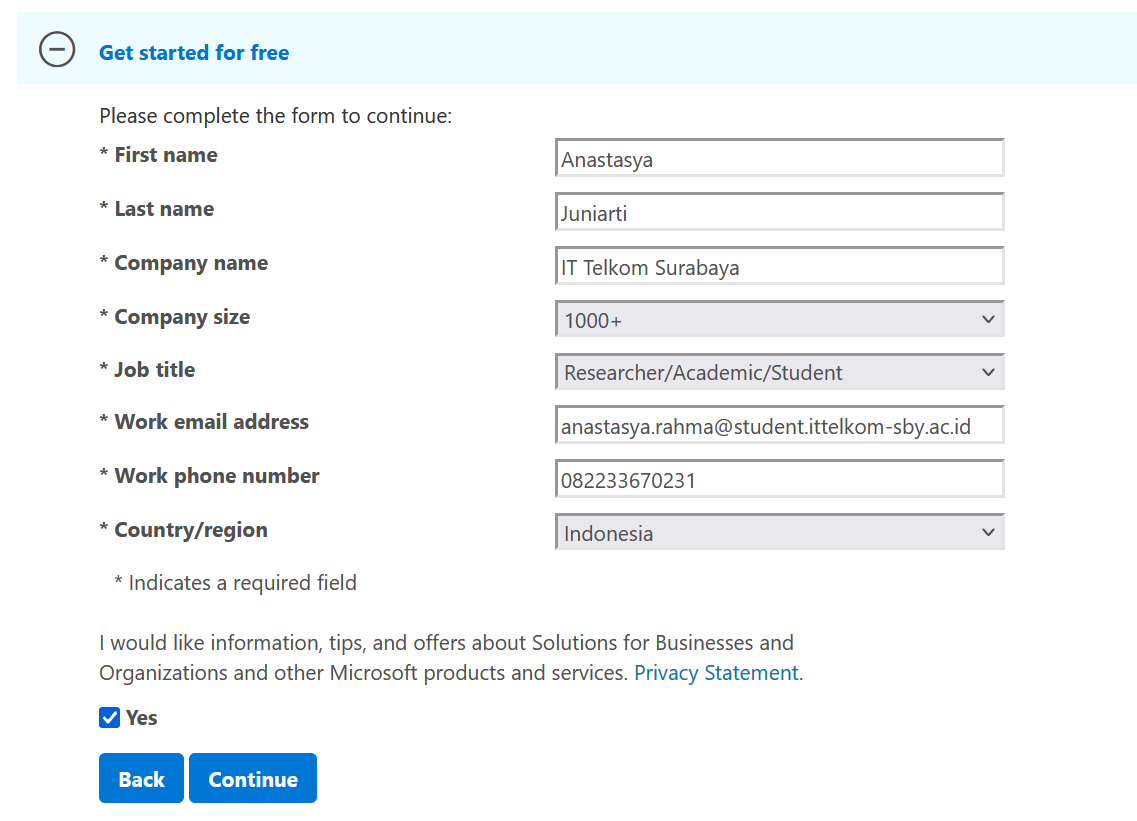 Get started for free
Please complete the form to continue:
* First name
Anastasya
* Last name
Juniarti
* Company name
IT Telkom Surabaya
* Company size
1000+
* Job title
Researcher/Academic/Student
* Work email address
anastasya.rahma@student.ittelkom-sby.ac.id
* Work phone number
082233670231
* Country/region
Indonesia
* Indicates a required field
I would like information, tips, and offers about Solutions for Businesses and
Organizations and other Microsoft products and services. Privacy Statement.
Yes
Back
Continue